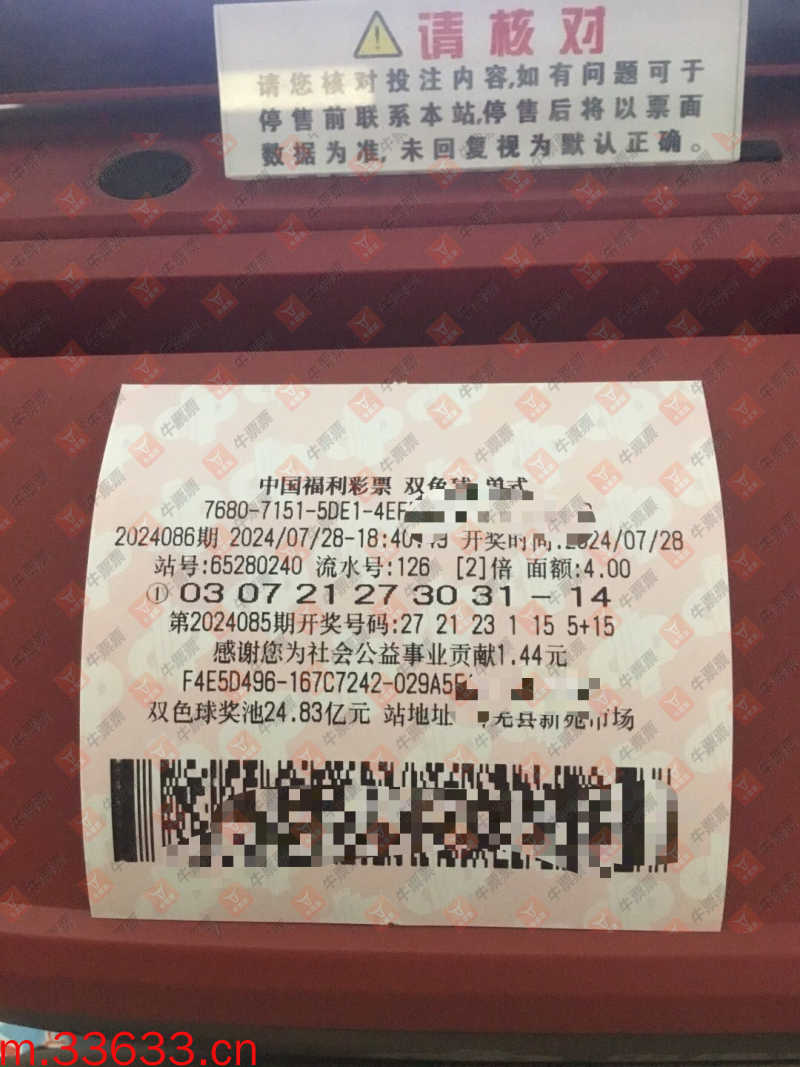 请核对
请您核对投注内容,如有问题可于
停售前联系本站,停售后将以票面
数据为准,未回复视为默认正确。
中国福利彩票 双色球 单式
7680-7151-5DE1-4EF
2024086期 2024/07/28-18:40: 开奖时间:2024/07/28
站号:65280240 流水号:126 [2]倍 面额:4.00
① 03 07 21 27 30 31 - 14
第2024085期开奖号码:27 21 23 1 15 5+15
感谢您为社会公益事业贡献1.44元
F4E5D496-167C7242-029A5
双色球奖池24.83亿元 站地址 县新苑市场
牛票票
m.33633.cn